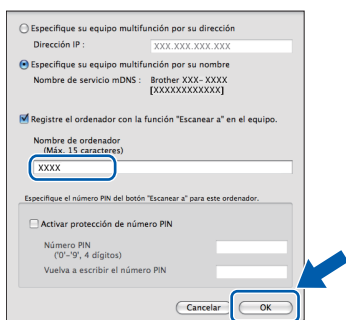 Especifique su equipo multifunción por su dirección
Dirección IP : XXX.XXX.XXX.XXX
Especifique su equipo multifunción por su nombre
Nombre de servicio mDNS : Brother XXX-XXXX
[XXXXXXXXXXXX]
Registre el ordenador con la función "Escanear a" en el equipo.
Nombre de ordenador
(Máx. 15 caracteres)
XXXX
Especifique el número PIN del botón "Escanear a" para este ordenador.
Activar protección de número PIN
Número PIN
('0'-'9', 4 dígitos)
Vuelva a escribir el número PIN
Cancelar OK